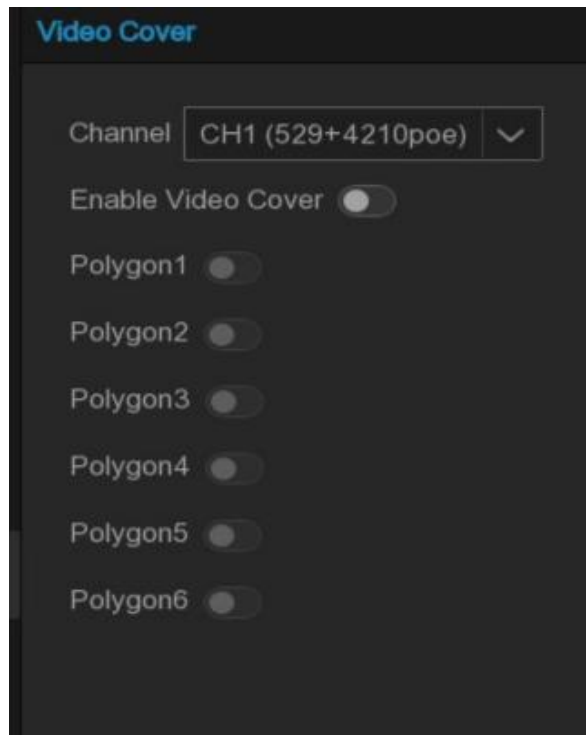 Video Cover
Channel CH1 (529+4210poe)
Enable Video Cover
Polygon1
Polygon2
Polygon3
Polygon4
Polygon5
Polygon6